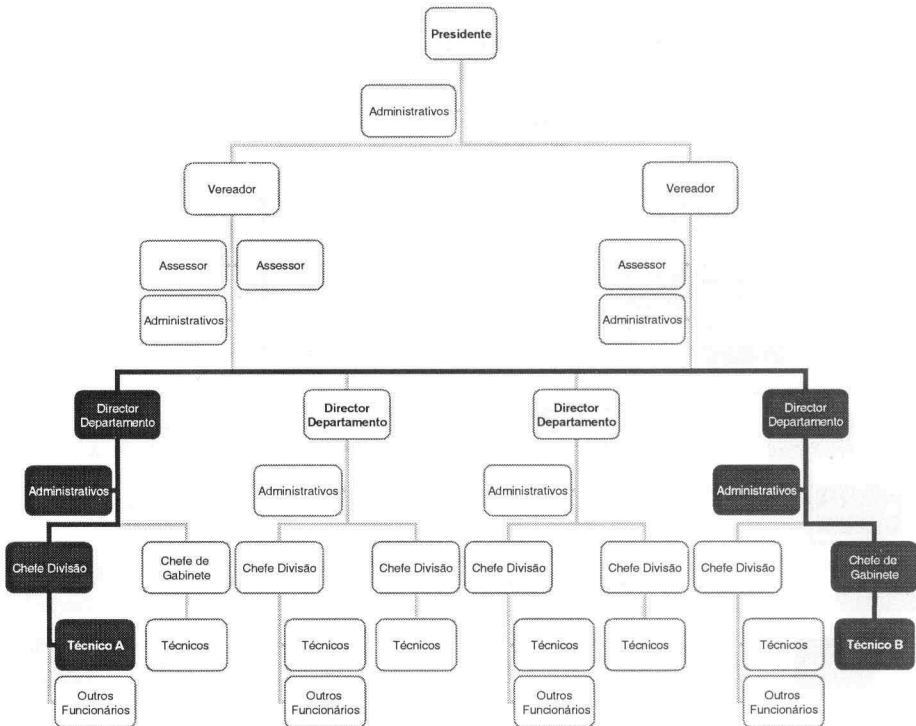 Presidente
Administrativos
Vereador
Vereador
Assessor
Assessor
Assessor
Administrativos
Administrativos
Director
Departamento
Director
Departamento
Director
Departamento
Director
Departamento
Administrativos
Administrativos
Administrativos
Administrativos
Chefe Divisão
Chefe de
Gabinete
Chefe Divisão
Chefe Divisão
Chefe Divisão
Chefe Divisão
Chefe Divisão
Chefe de
Gabinete
Técnico A
Técnicos
Técnicos
Técnicos
Técnicos
Técnicos
Técnicos
Técnico B
Outros
Funcionários
Outros
Funcionários
Outros
Funcionários
Outros
Funcionários